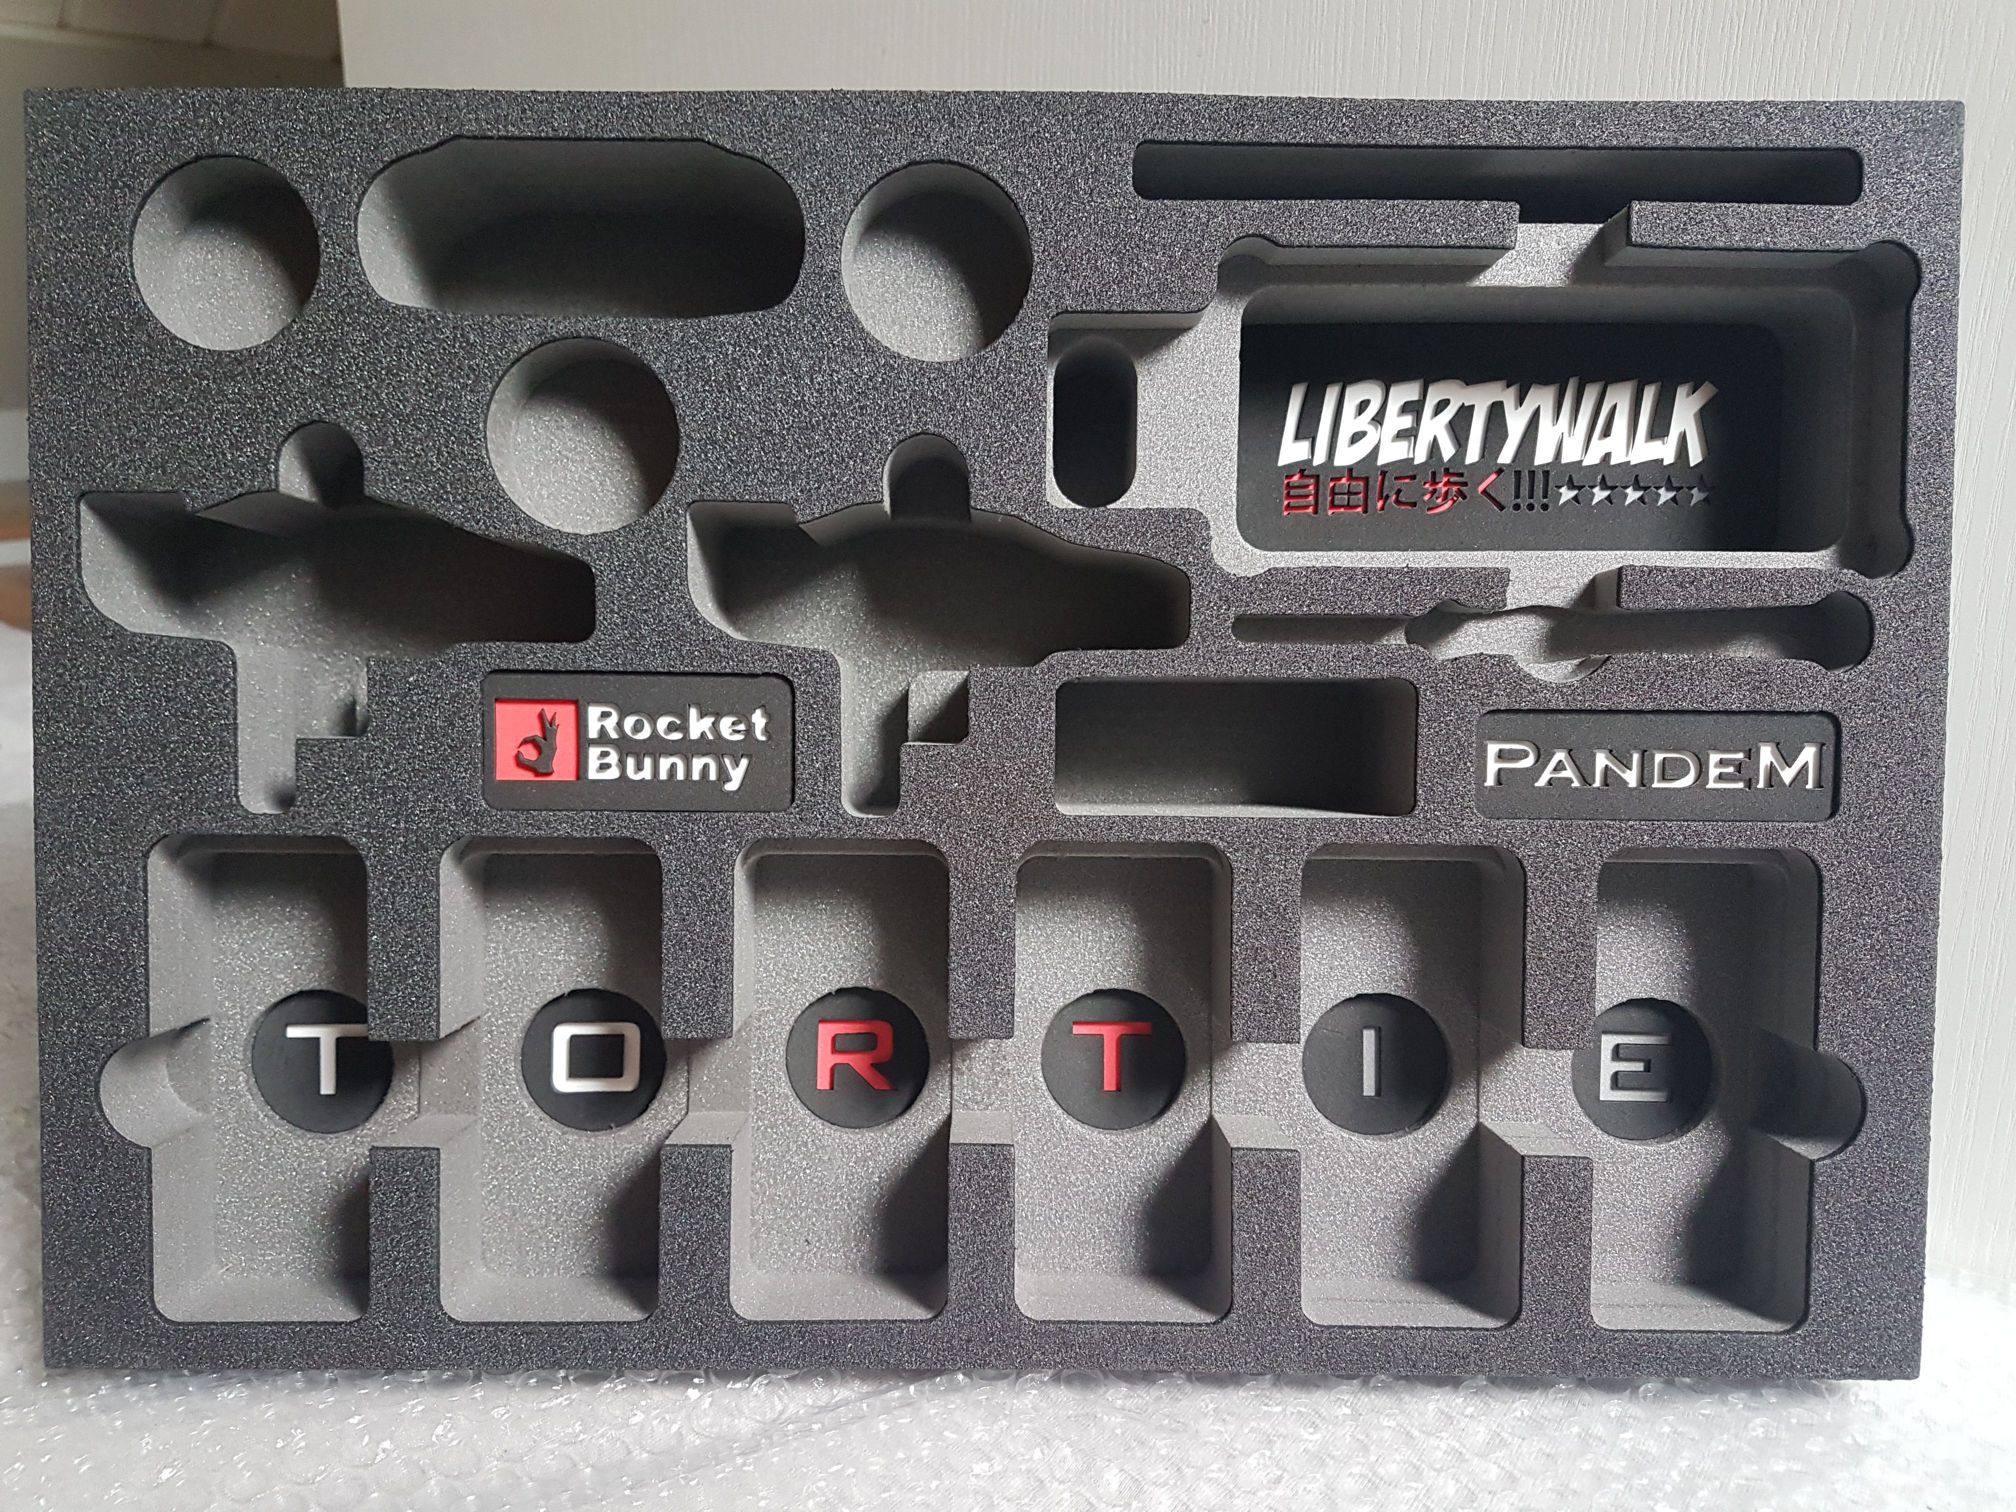 LIBERTYWALK
自由に歩く!!!★★★★★
Rocket
Bunny
PANDEM
T O R T I E